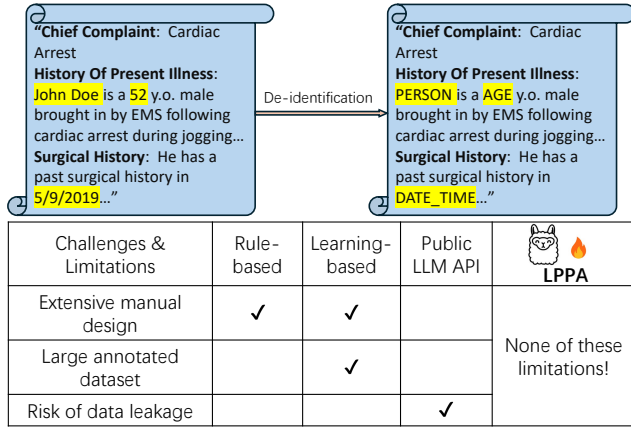 “Chief Complaint: Cardiac
Arrest
History Of Present Illness:
John Doe is a 52 y.o. male
brought in by EMS following
cardiac arrest during jogging...
Surgical History: He has a
past surgical history in
5/9/2019...”
De-identification
“Chief Complaint: Cardiac
Arrest
History Of Present Illness:
PERSON is a AGE y.o. male
brought in by EMS following
cardiac arrest during jogging...
Surgical History: He has a
past surgical history in
DATE_TIME...”
Challenges &
Limitations
Rule-
based
Learning-
based
Public
LLM API
LPPA
Extensive manual
design
✓ ✓
Large annotated
dataset
✓
Risk of data leakage
✓
None of these
limitations!